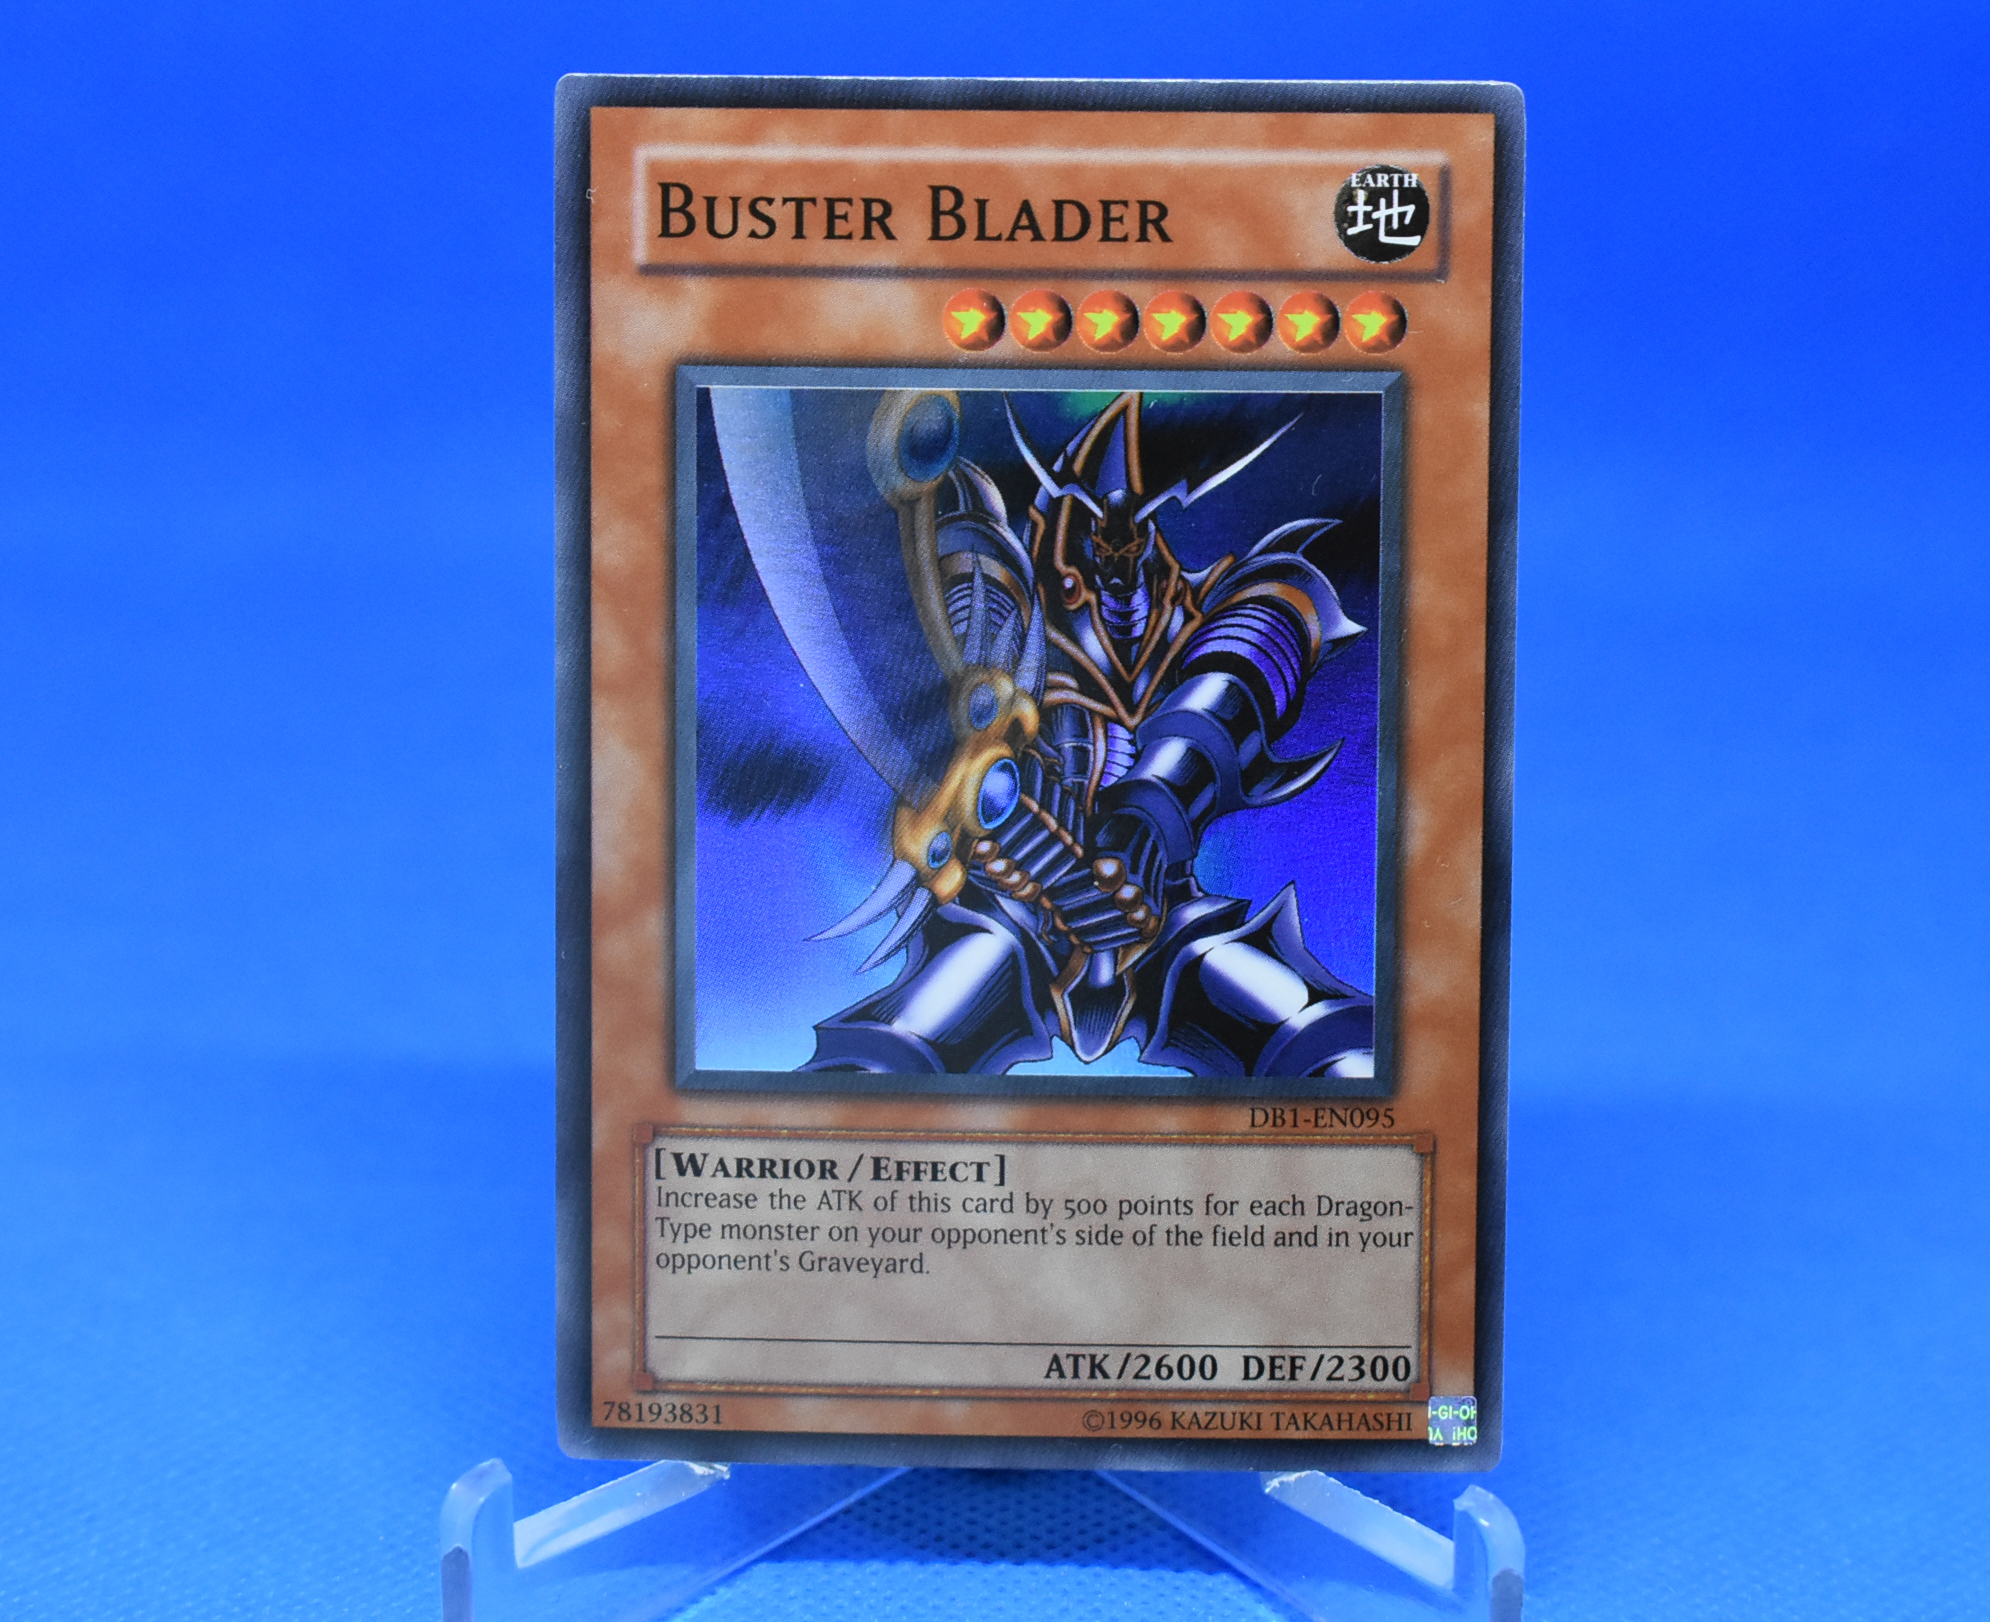 BUSTER BLADER
EARTH
地
DB1-EN095
[WARRIOR / EFFECT]
Increase the ATK of this card by 500 points for each Dragon-
Type monster on your opponent's side of the field and in your
opponent's Graveyard.
ATK/2600 DEF/2300
78193831
©1996 KAZUKI TAKAHASHI
-GI-OH